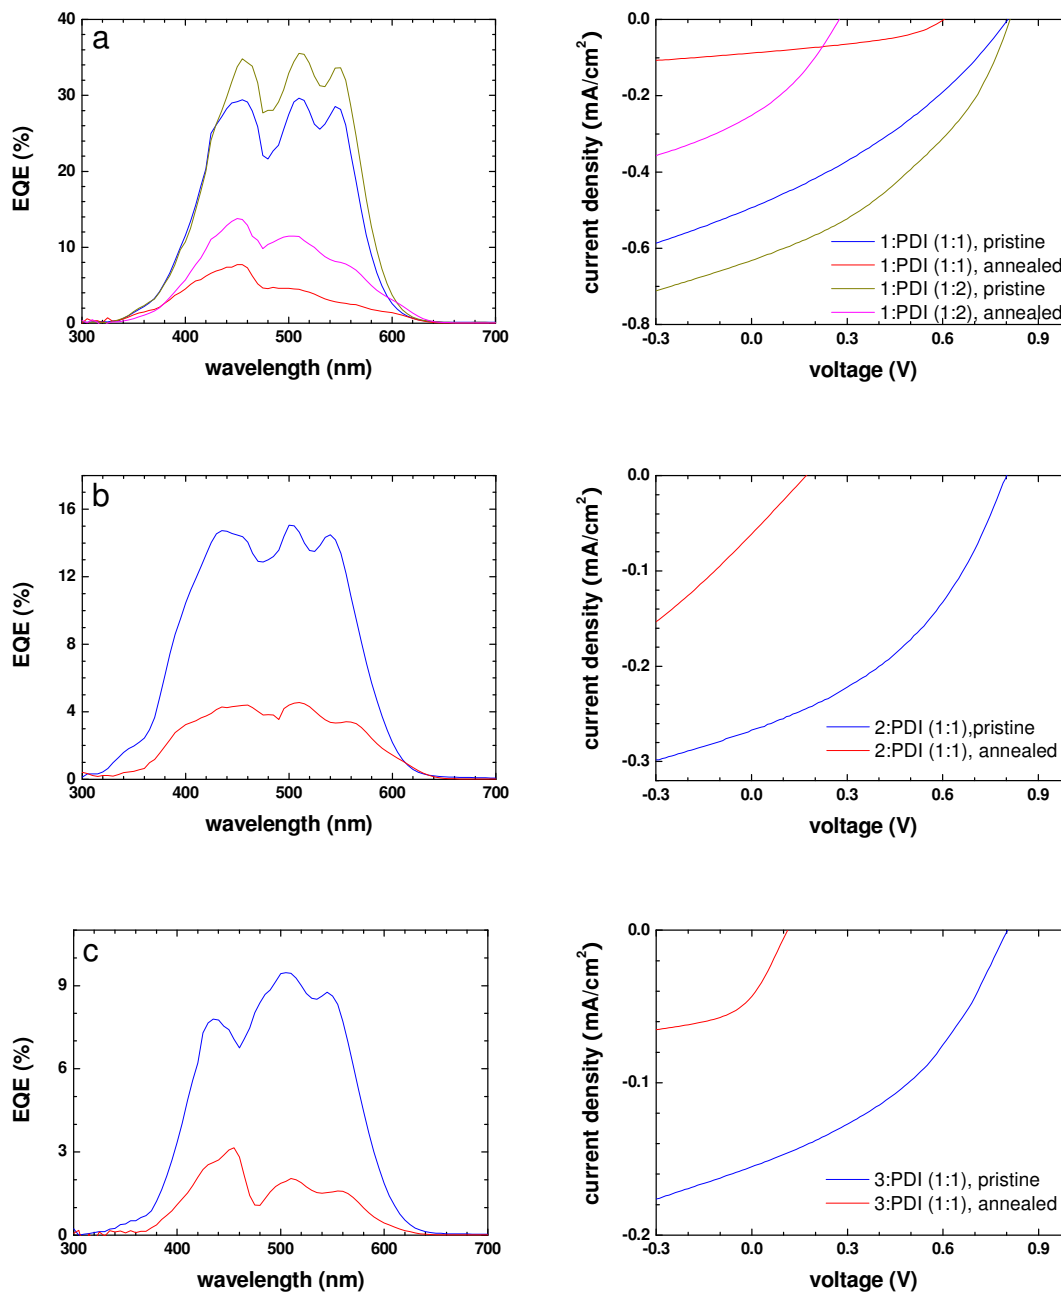 a
40
30
20
10
0
EQE (%)
300 400 500 600 700
wavelength (nm)
0.0
-0.2
-0.4
-0.6
-0.8
current density (mA/cm²)
1:PDI (1:1), pristine
1:PDI (1:1), annealed
1:PDI (1:2), pristine
1:PDI (1:2), annealed
-0.3 0.0 0.3 0.6 0.9
voltage (V)
b
16
12
8
4
0
EQE (%)
300 400 500 600 700
wavelength (nm)
0.0
-0.1
-0.2
-0.3
current density (mA/cm²)
2:PDI (1:1),pristine
2:PDI (1:1), annealed
-0.3 0.0 0.3 0.6 0.9
voltage (V)
c
9
6
3
0
EQE (%)
300 400 500 600 700
wavelength (nm)
0.0
-0.1
-0.2
current density (mA/cm²)
3:PDI (1:1), pristine
3:PDI (1:1), annealed
-0.3 0.0 0.3 0.6 0.9
voltage (V)